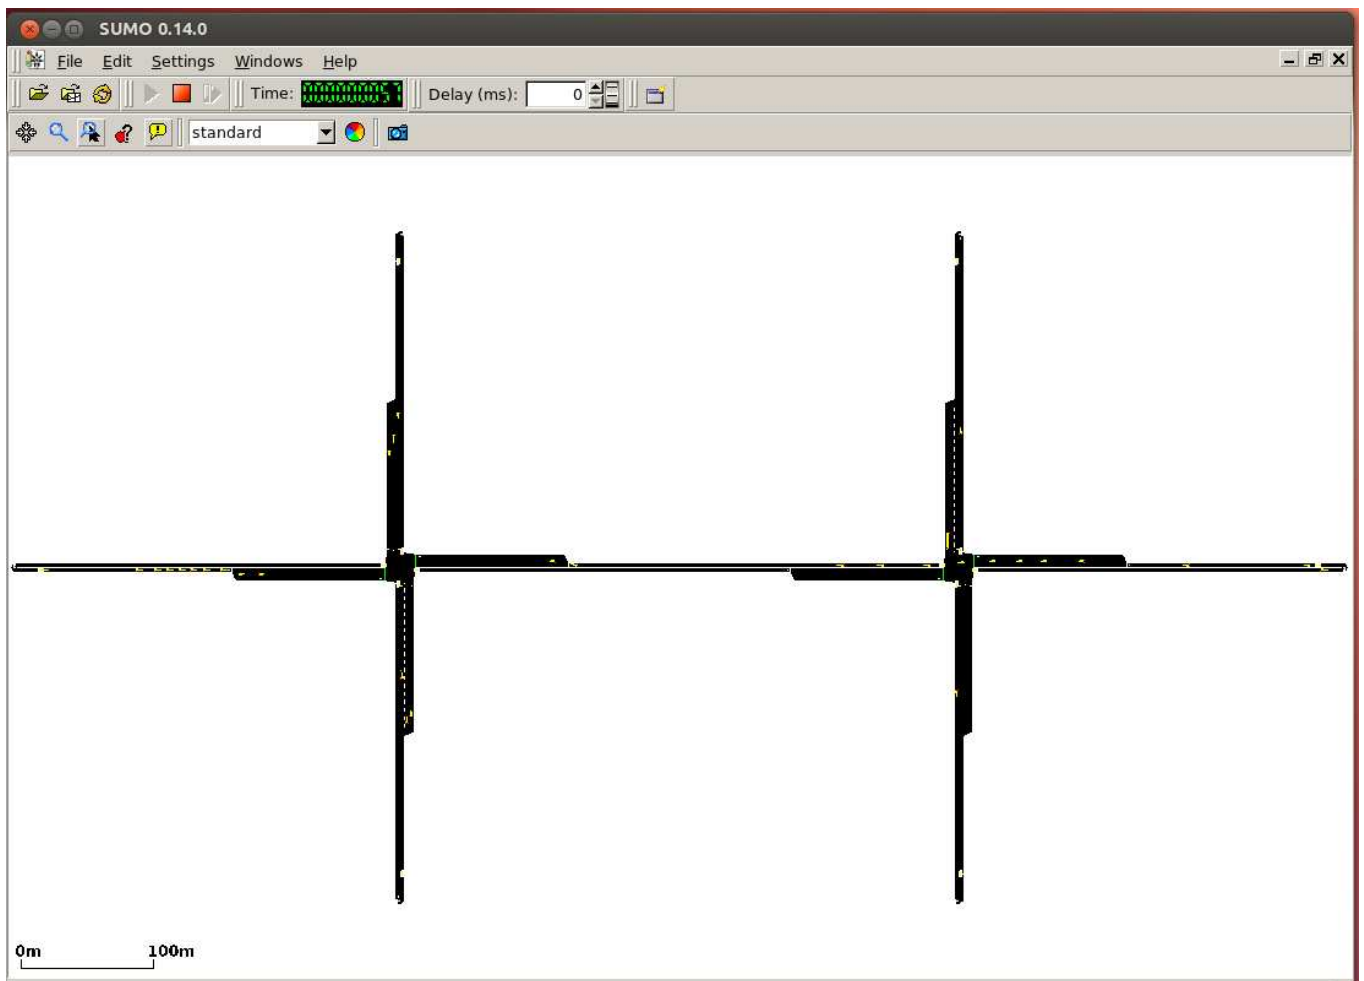 SUMO 0.14.0
File Edit Settings Windows Help
Time: Delay (ms): 0
standard
0m 100m